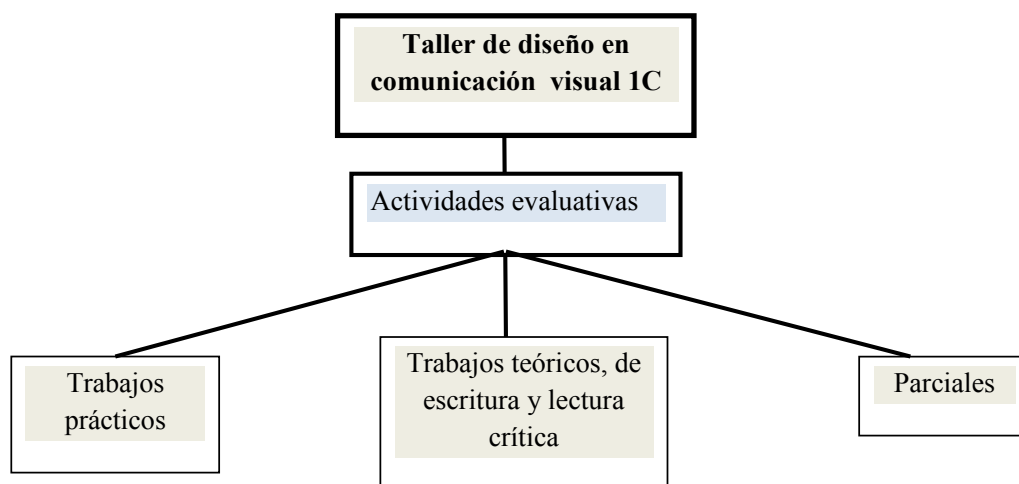 Taller de diseño en
comunicación  visual 1C
Actividades evaluativas
Trabajos
prácticos
Trabajos teóricos, de
escritura y lectura
crítica
Parciales